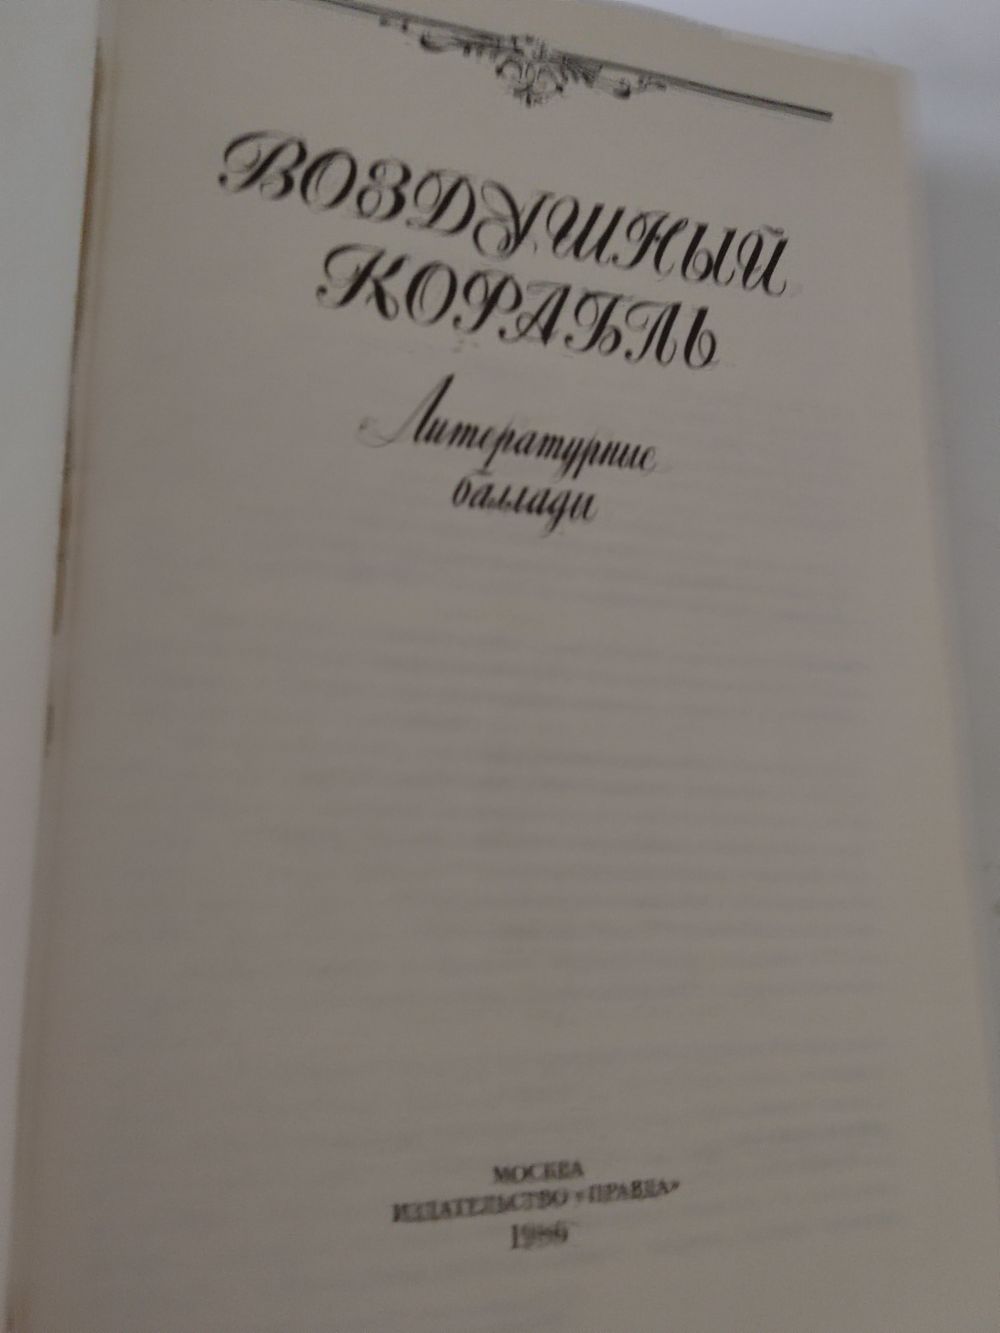 ВОЗДУШНЫЙ
КОРАБЛЬ
Литературные
баллады
МОСКВА
ИЗДАТЕЛЬСТВО «ПРАВДА»
1986